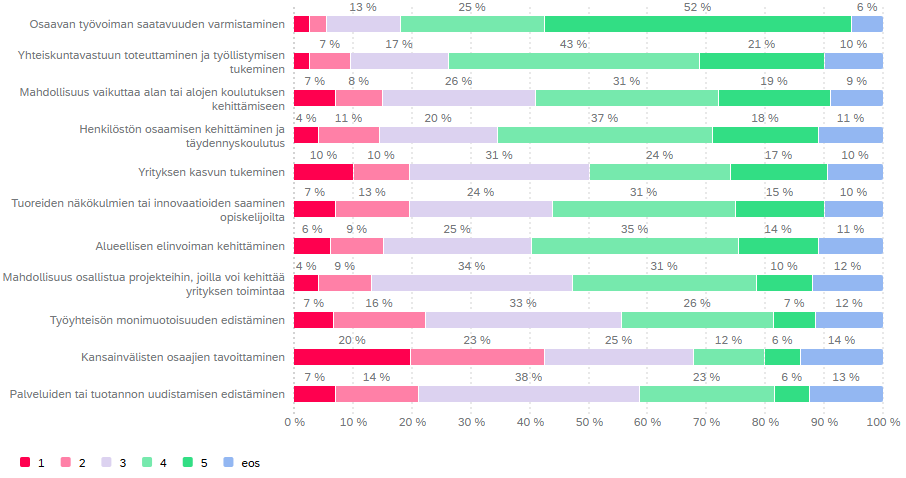 13 % 25 % 52 % 6 %
Osaavan työvoiman saatavuuden varmistaminen
7 % 17 % 43 % 21 % 10 %
Yhteiskuntavastuun toteuttaminen ja työllistymisen
tukeminen
7 % 8 % 26 % 31 % 19 % 9 %
Mahdollisuus vaikuttaa alan tai alojen koulutuksen
kehittämiseen
4 % 11 % 20 % 37 % 18 % 11 %
Henkilöstön osaamisen kehittäminen ja
täydennyskoulutus
10 % 10 % 31 % 24 % 17 % 10 %
Yrityksen kasvun tukeminen
7 % 13 % 24 % 31 % 15 % 10 %
Tuoreiden näkökulmien tai innovaatioiden saaminen
opiskelijoilta
6 % 9 % 25 % 35 % 14 % 11 %
Alueellisen elinvoiman kehittäminen
4 % 9 % 34 % 31 % 10 % 12 %
Mahdollisuus osallistua projekteihin, joilla voi kehittää
yrityksen toimintaa
7 % 16 % 33 % 26 % 7 % 12 %
Työyhteisön monimuotoisuuden edistäminen
20 % 23 % 25 % 12 % 6 % 14 %
Kansainvälisten osaajien tavoittaminen
7 % 14 % 38 % 23 % 6 % 13 %
Palveluiden tai tuotannon uudistamisen edistäminen
0 % 10 % 20 % 30 % 40 % 50 % 60 % 70 % 80 % 90 % 100 %
1 2 3 4 5 eos